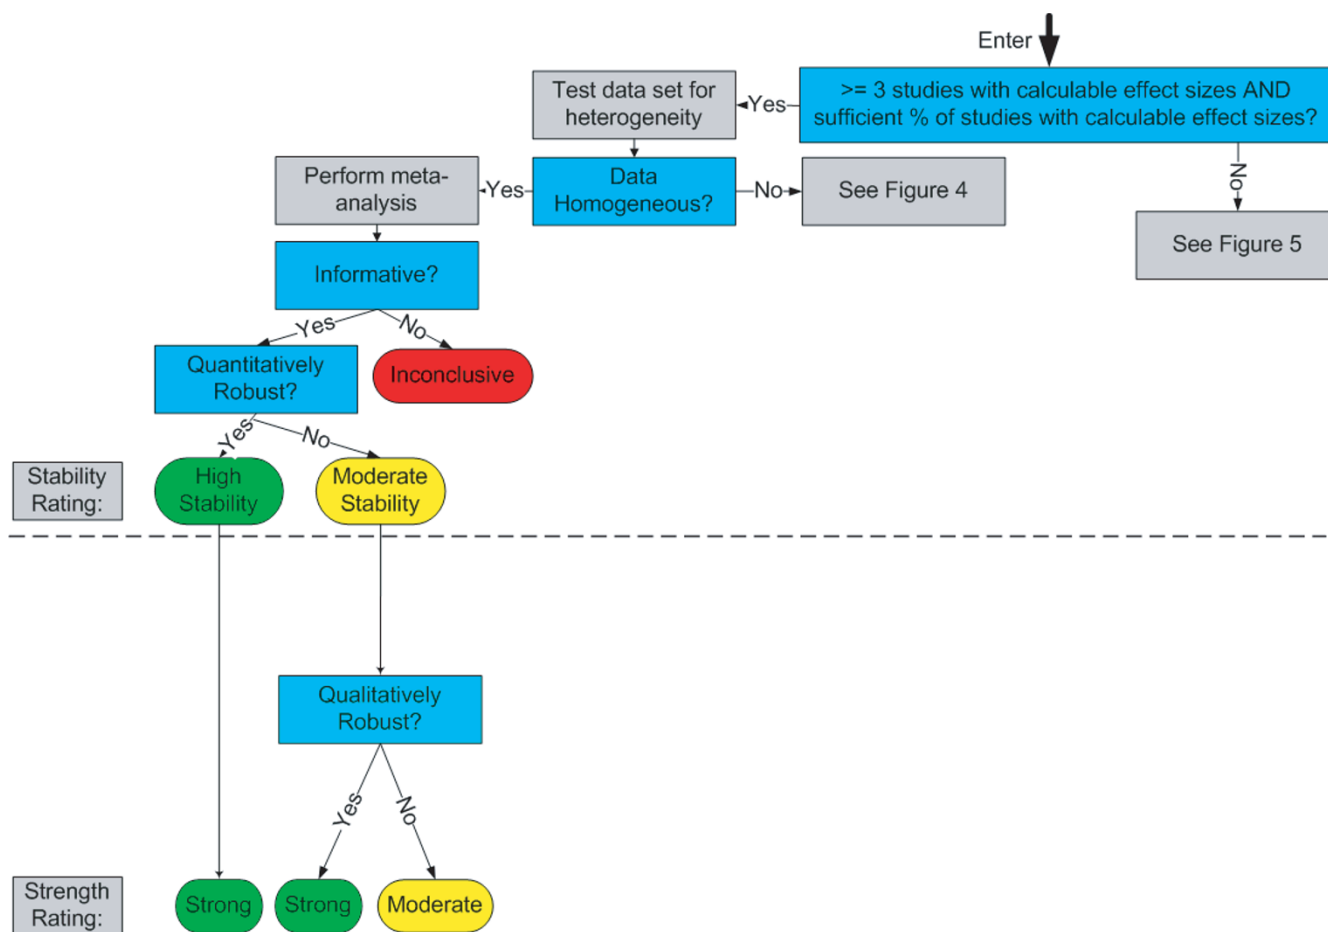 Enter
>= 3 studies with calculable effect sizes AND
sufficient % of studies with calculable effect sizes?
Yes
Test data set for
heterogeneity
No
Data
Homogeneous?
Yes
No
Perform meta-
analysis
See Figure 4
See Figure 5
Informative?
Yes
No
Quantitatively
Robust?
Inconclusive
Yes
No
Stability
Rating:
High
Stability
Moderate
Stability
Qualitatively
Robust?
Yes
No
Strength
Rating:
Strong
Strong
Moderate